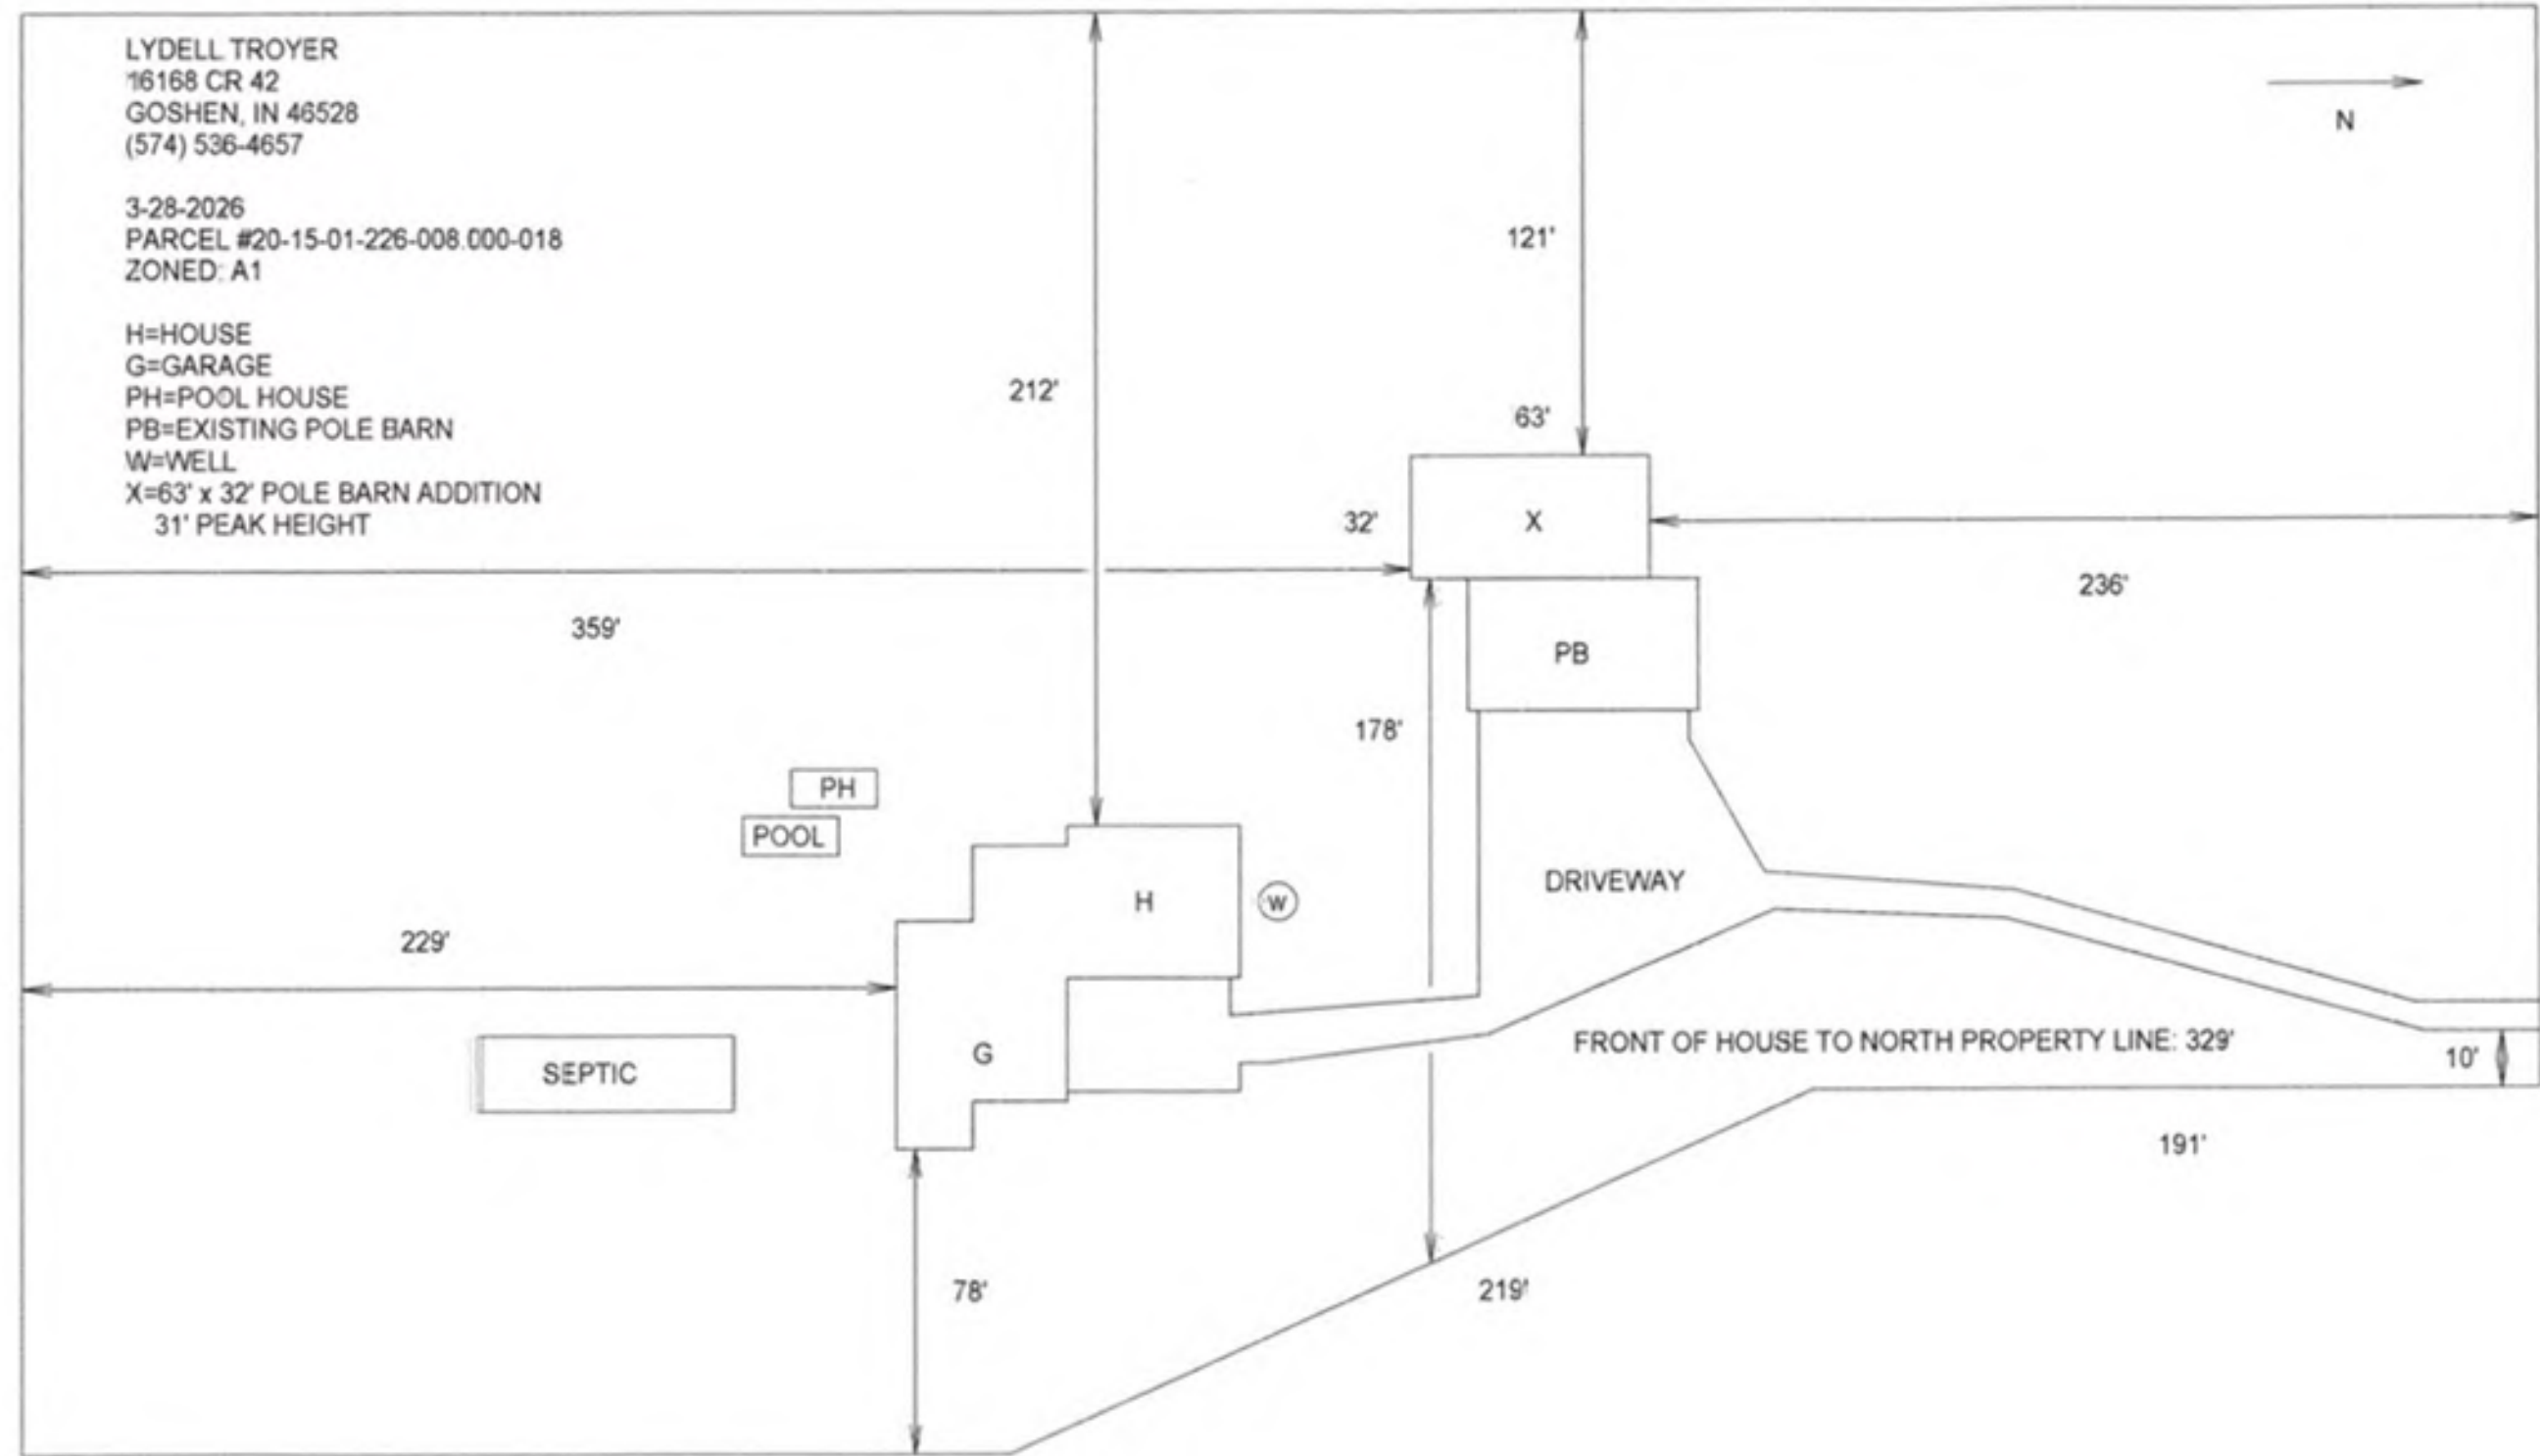 LYDELL TROYER
16168 CR 42
GOSHEN, IN 46528
(574) 536-4657
3-28-2026
PARCEL #20-15-01-226-008.000-018
ZONED: A1
H=HOUSE
G=GARAGE
PH=POOL HOUSE
PB=EXISTING POLE BARN
W=WELL
X=63' x 32' POLE BARN ADDITION
31' PEAK HEIGHT
N
121'
212'
63'
32'
X
236'
359'
PB
178'
PH
POOL
DRIVEWAY
H
W
229'
FRONT OF HOUSE TO NORTH PROPERTY LINE: 329'
G
10'
SEPTIC
191'
78'
219'